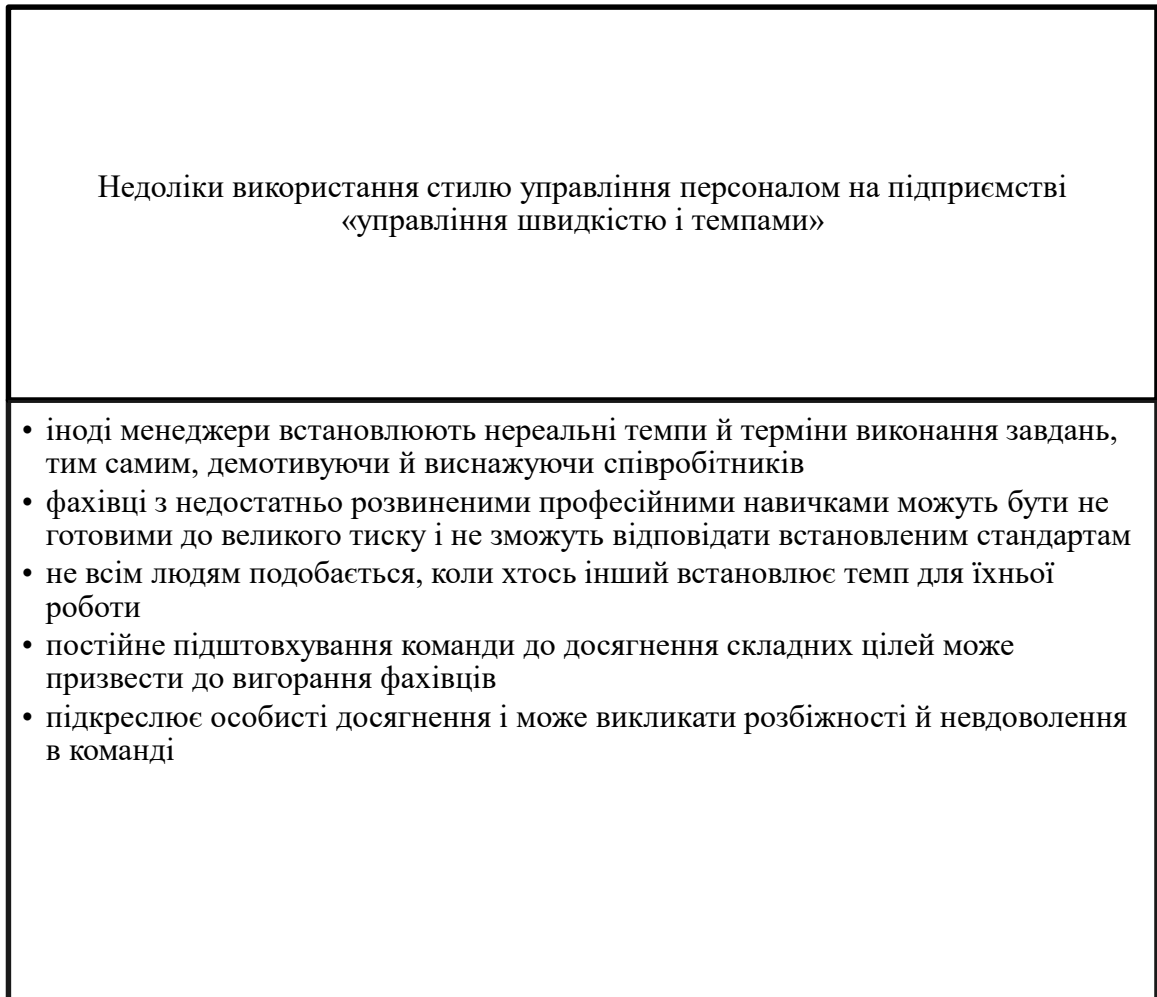 Недоліки використання стилю управління персоналом на підприємстві
«управління швидкістю і темпами»
• іноді менеджери встановлюють нереальні темпи й терміни виконання завдань,
тим самим, демотивуючи й виснажуючи співробітників
• фахівці з недостатньо розвиненими професійними навичками можуть бути не
готовими до великого тиску і не зможуть відповідати встановленим стандартам
• не всім людям подобається, коли хтось інший встановлює темп для їхньої
роботи
• постійне підштовхування команди до досягнення складних цілей може
призвести до вигорання фахівців
• підкреслює особисті досягнення і може викликати розбіжності й невдоволення
в команді